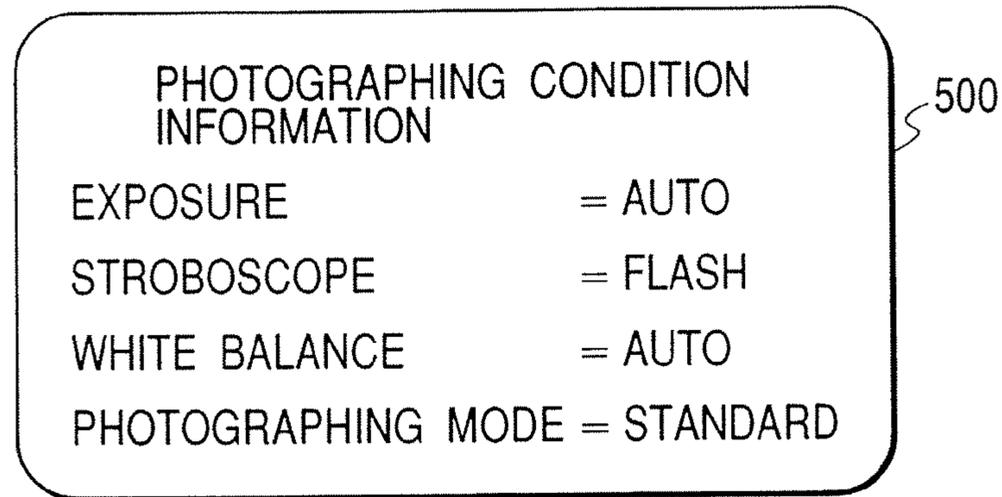 PHOTOGRAPHING CONDITION
INFORMATION
500
EXPOSURE = AUTO
STROBOSCOPE = FLASH
WHITE BALANCE = AUTO
PHOTOGRAPHING MODE = STANDARD